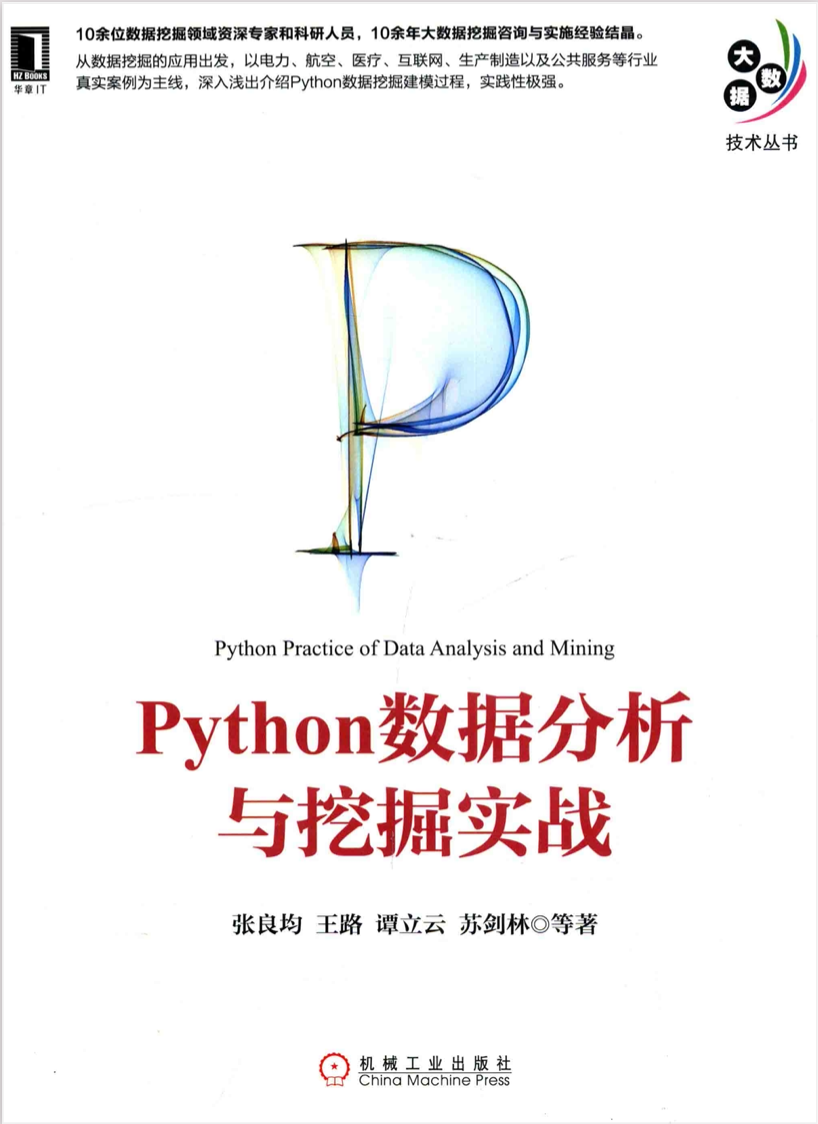 10余位数据挖掘领域资深专家和科研人员，10余年大数据挖掘咨询与实施经验结晶。
从数据挖掘的应用出发，以电力、航空、医疗、互联网、生产制造以及公共服务等行业
真实案例为主线，深入浅出介绍Python数据挖掘建模过程，实践性极强。
HZ BOOKS
华章IT
大
数
据
技术丛书
Python Practice of Data Analysis and Mining
Python数据分析
与挖掘实战
张良均 王路 谭立云 苏剑林◎等著
机械工业出版社
China Machine Press